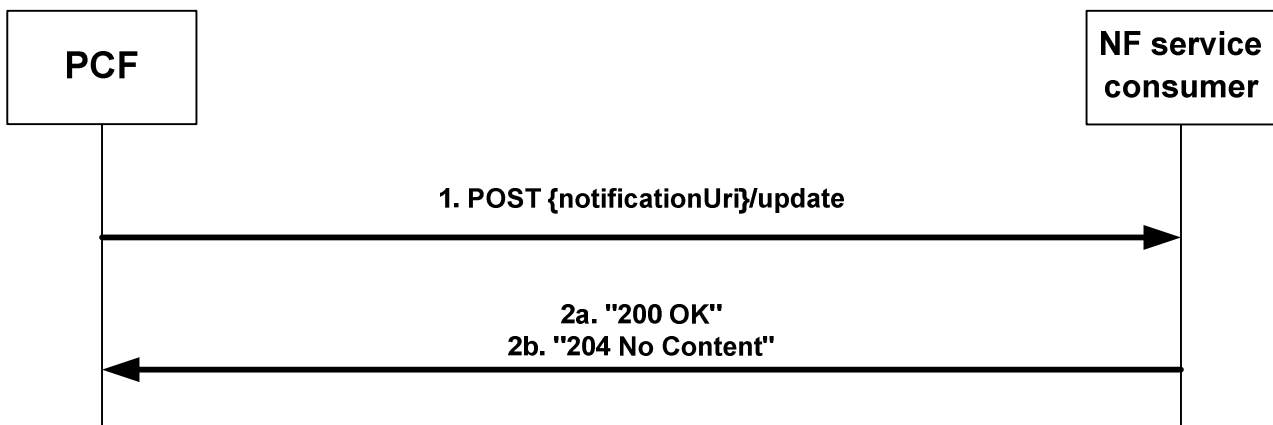 PCF
NF service
consumer
1. POST {notificationUri}/update
2a. "200 OK"
2b. "204 No Content"